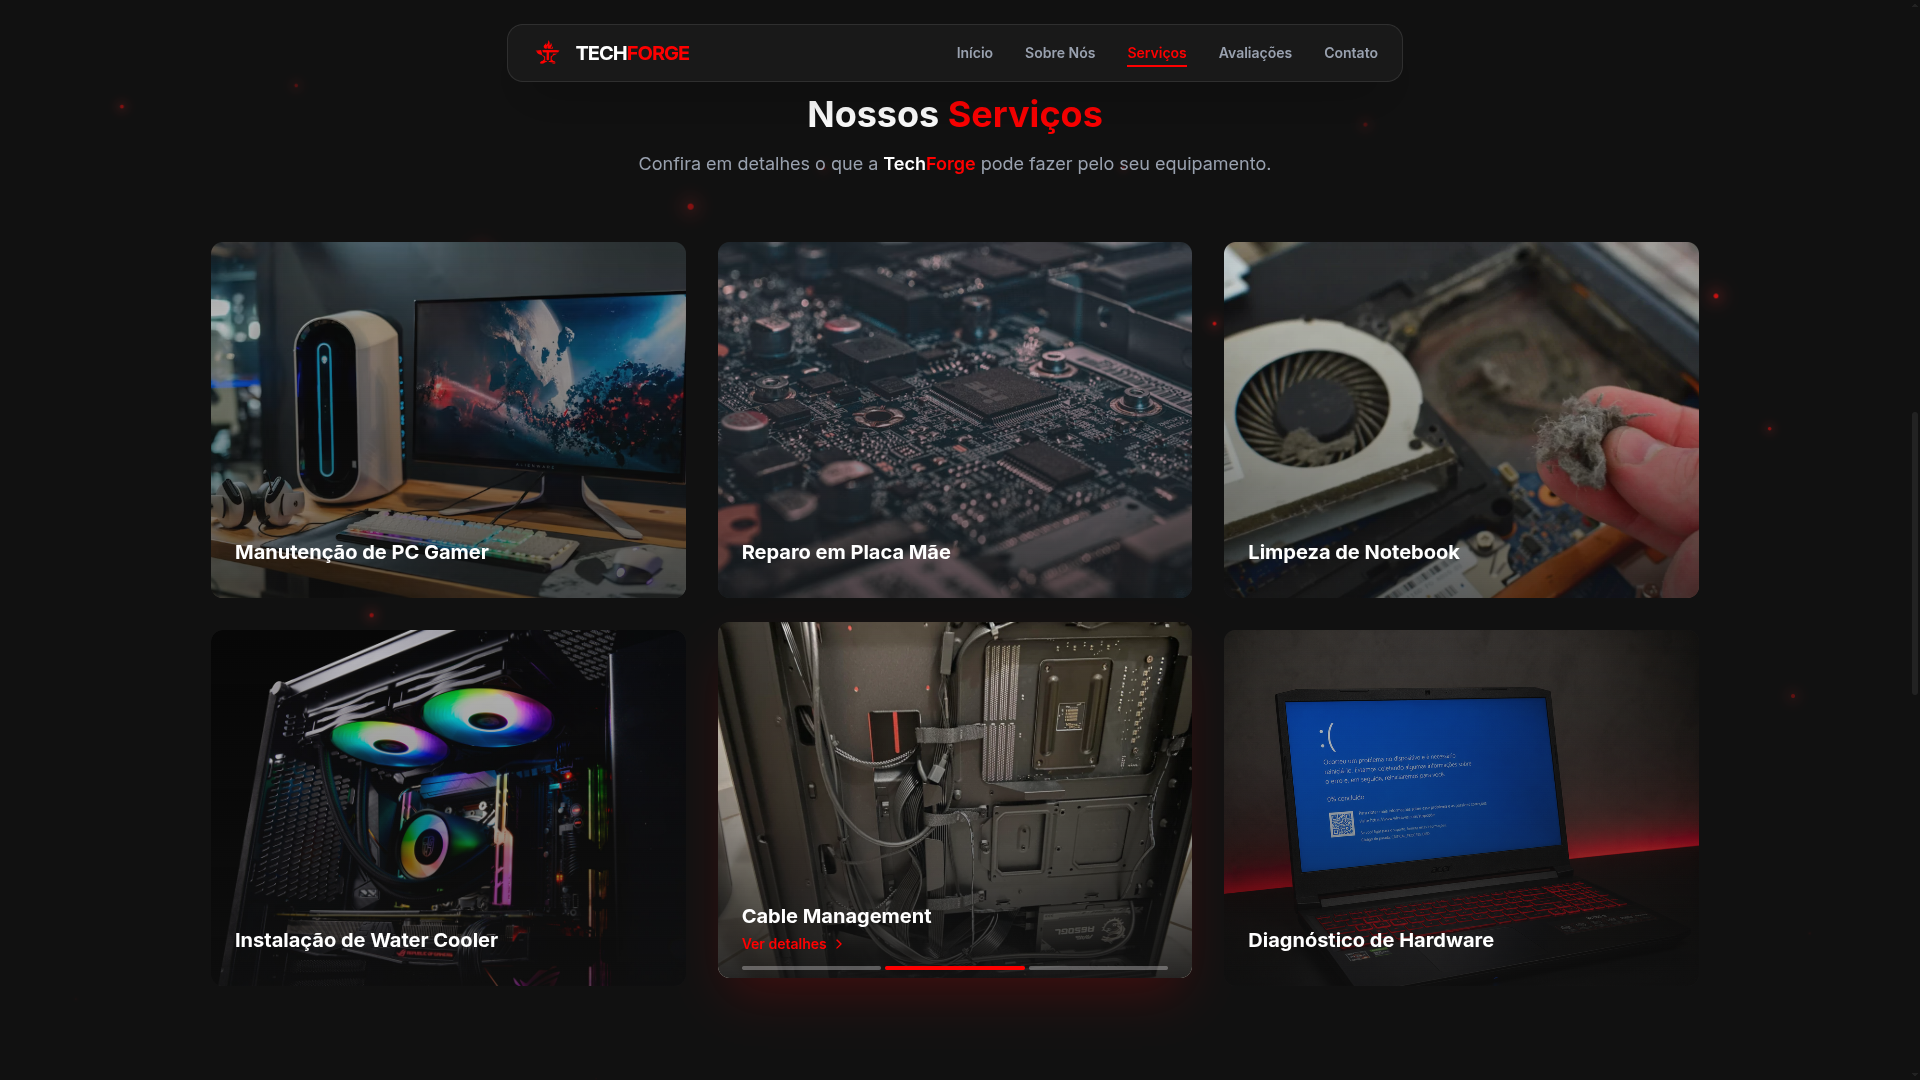 TECHFORGE
Início
Sobre Nós
Serviços
Avaliações
Contato
Nossos Serviços
Confira em detalhes o que a TechForge pode fazer pelo seu equipamento.
Manutenção de PC Gamer
Reparo em Placa Mãe
Limpeza de Notebook
Instalação de Water Cooler
Cable Management
Ver detalhes
Diagnóstico de Hardware
:(
0% concluído